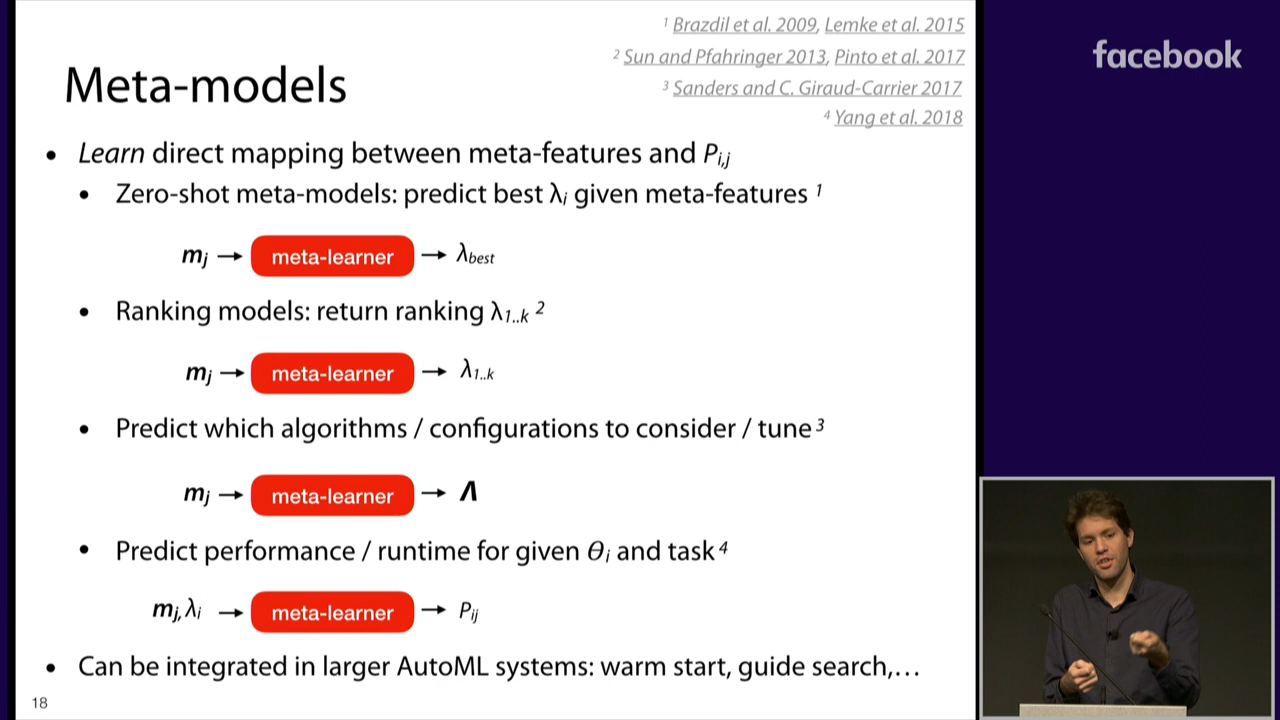 ¹ Brazdil et al. 2009, Lemke et al. 2015
² Sun and Pfahringer 2013, Pinto et al. 2017
³ Sanders and C. Giraud-Carrier 2017
⁴ Yang et al. 2018
facebook
Meta-models
• Learn direct mapping between meta-features and Pi,j
• Zero-shot meta-models: predict best λi given meta-features ¹
mj → meta-learner → λbest
• Ranking models: return ranking λ1..k ²
mj → meta-learner → λ1..k
• Predict which algorithms / configurations to consider / tune ³
mj → meta-learner → Λ
• Predict performance / runtime for given θi and task ⁴
mj, λi → meta-learner → Pij
• Can be integrated in larger AutoML systems: warm start, guide search,…
18